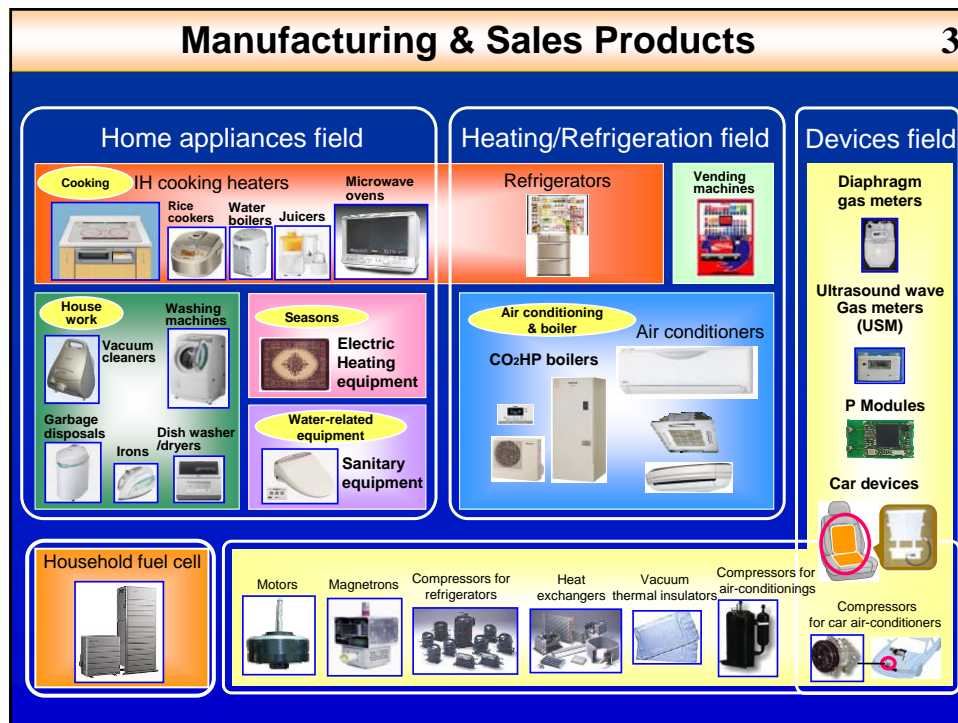 Manufacturing & Sales Products
3
Home appliances field
Cooking
IH cooking heaters
Rice
cookers
Water
boilers
Juicers
Microwave
ovens
House
work
Vacuum
cleaners
Washing
machines
Garbage
disposals
Irons
Dish washer
/dryers
Seasons
Electric
Heating
equipment
Water-related
equipment
Sanitary
equipment
Heating/Refrigeration field
Refrigerators
Vending
machines
Air conditioning
& boiler
Air conditioners
CO2HP boilers
Devices field
Diaphragm
gas meters
Ultrasound wave
Gas meters
(USM)
P Modules
Car devices
Compressors
for car air-conditioners
Household fuel cell
Motors
Magnetrons
Compressors for
refrigerators
Heat
exchangers
Vacuum
thermal insulators
Compressors for
air-conditionings